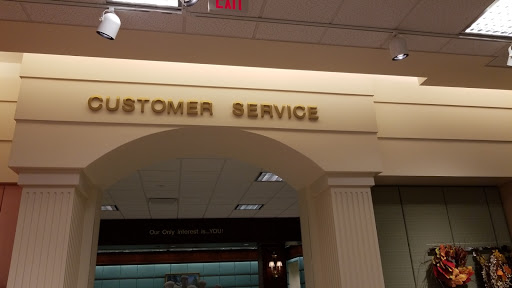 EXIT
CUSTOMER SERVICE
Our Only Interest is...YOU!